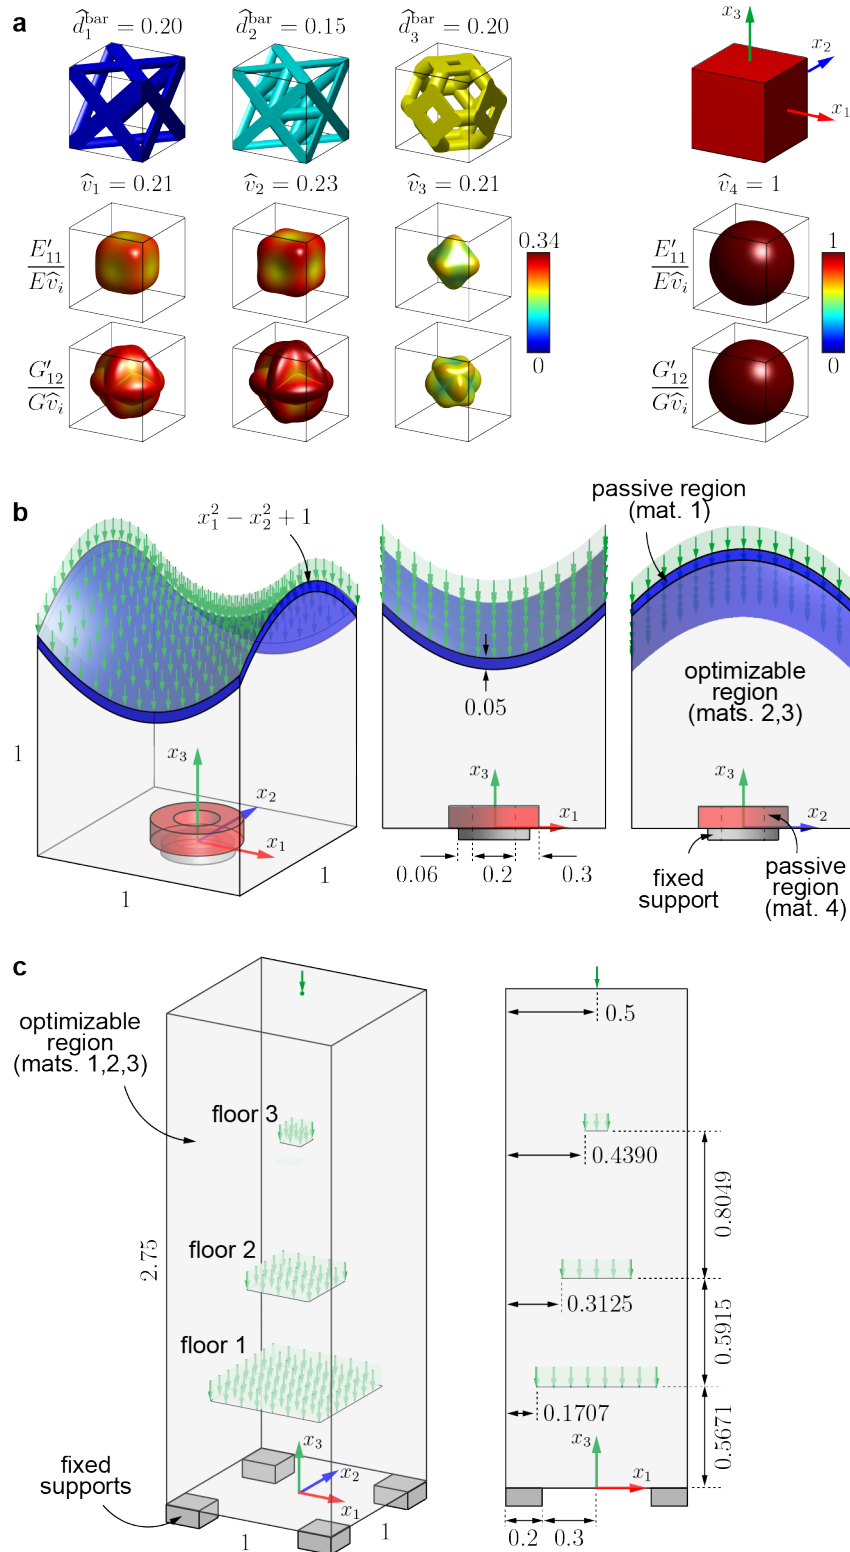 a
d̂₁ᵇᵃʳ = 0.20
d̂₂ᵇᵃʳ = 0.15
d̂₃ᵇᵃʳ = 0.20
x₃
x₂
x₁
v̂₁ = 0.21
v̂₂ = 0.23
v̂₃ = 0.21
v̂₄ = 1
E′₁₁
Ev̂ᵢ
0.34
0
1
0
G′₁₂
Gv̂ᵢ
b
x₁² − x₂² + 1
passive region
(mat. 1)
optimizable
region
(mats. 2,3)
0.05
1
x₃
x₂
x₁
1
1
x₃
x₁
0.06
0.2
0.3
x₃
x₂
fixed
support
passive
region
(mat. 4)
c
optimizable
region
(mats. 1,2,3)
floor 3
floor 2
floor 1
2.75
fixed
supports
x₃
x₂
x₁
1
1
0.5
0.4390
0.8049
0.3125
0.5915
0.1707
0.5671
x₃
x₁
0.2
0.3